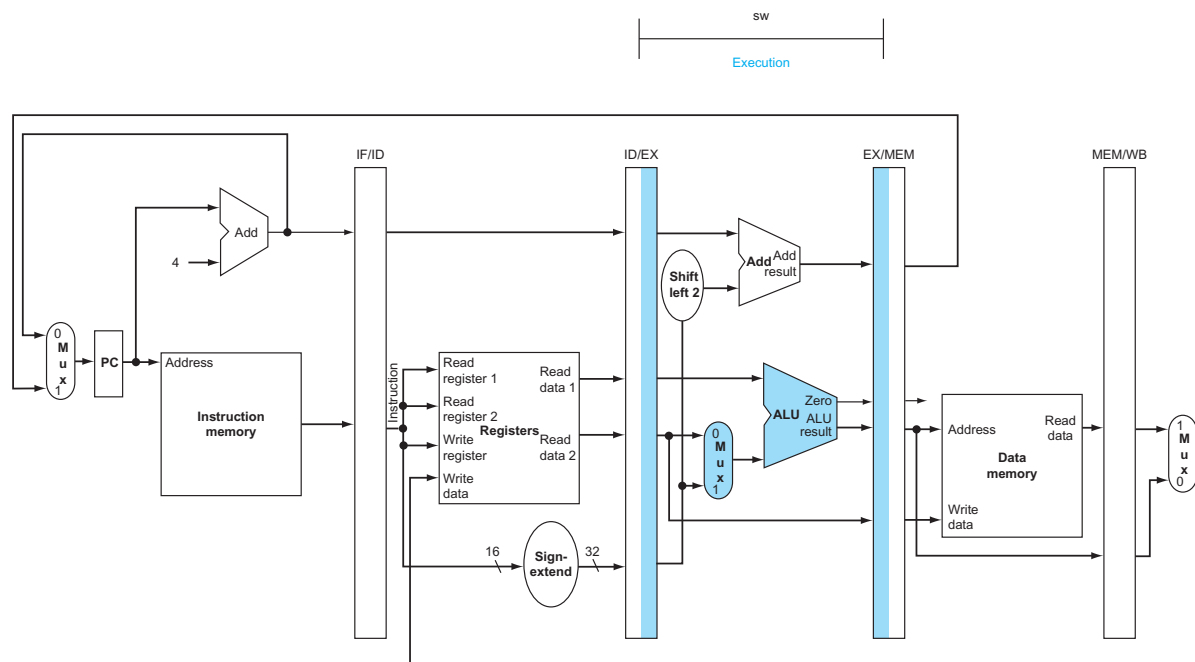 sw
Execution
IF/ID
ID/EX
EX/MEM
MEM/WB
Add
4
Shift
left 2
Add
Add
result
0
M
u
x
1
PC
Address
Instruction
memory
Instruction
Read
register 1
Read
register 2
Write
register
Write
data
Registers
Read
data 1
Read
data 2
16
Sign-
extend
32
0
M
u
x
1
ALU
Zero
ALU
result
Address
Write
data
Data
memory
Read
data
1
M
u
x
0